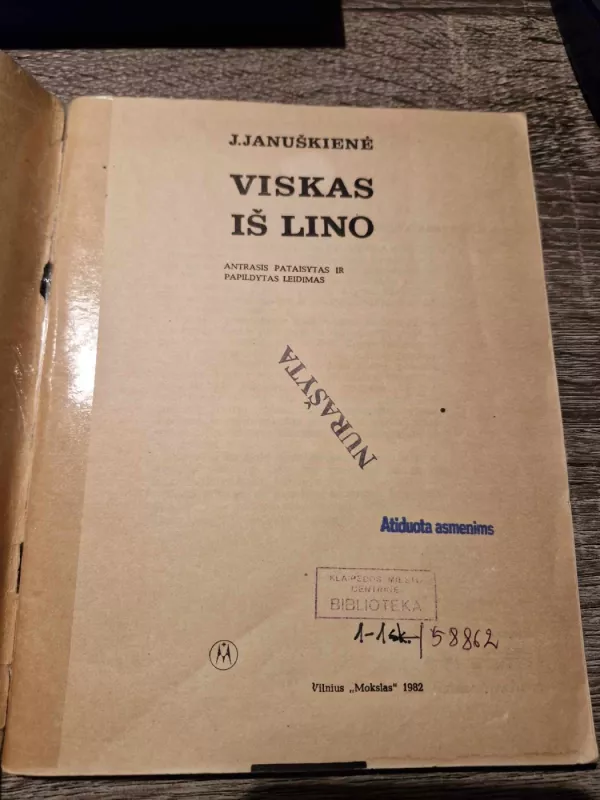 J.JANUŠKIENĖ
VISKAS
IŠ LINO
ANTRASIS PATAISYTAS IR
PAPILDYTAS LEIDIMAS
NURAŠYTA
Atiduota asmenims
KLAIPĖDOS MIESTO
CENTRINĖ
BIBLIOTEKA
1-1sk. 58862
Vilnius „Mokslas“ 1982